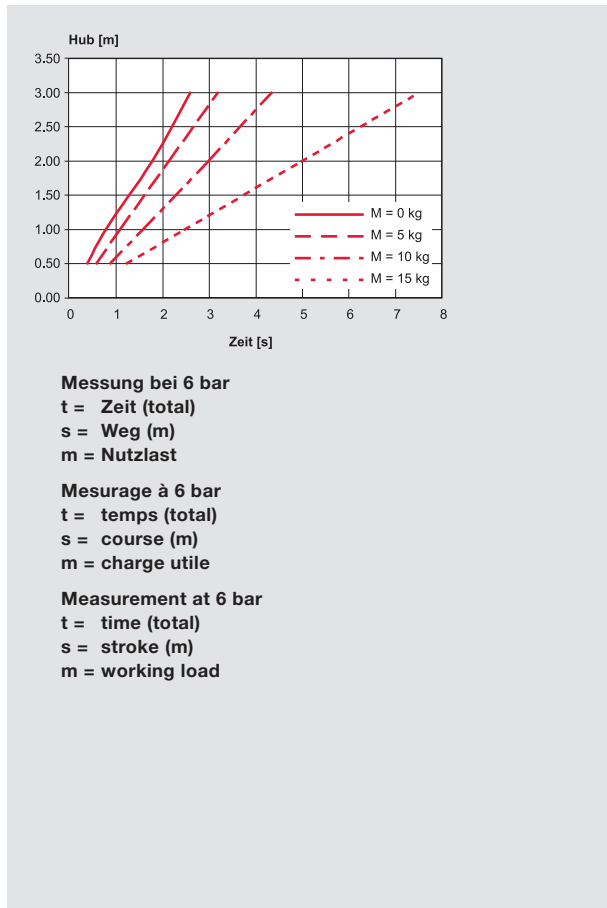 Hub [m]
3.50
3.00
2.50
2.00
1.50
1.00
0.50
0.00
M = 0 kg
M = 5 kg
M = 10 kg
M = 15 kg
0 1 2 3 4 5 6 7 8
Zeit [s]
Messung bei 6 bar
t = Zeit (total)
s = Weg (m)
m = Nutzlast
Mesurage à 6 bar
t = temps (total)
s = course (m)
m = charge utile
Measurement at 6 bar
t = time (total)
s = stroke (m)
m = working load